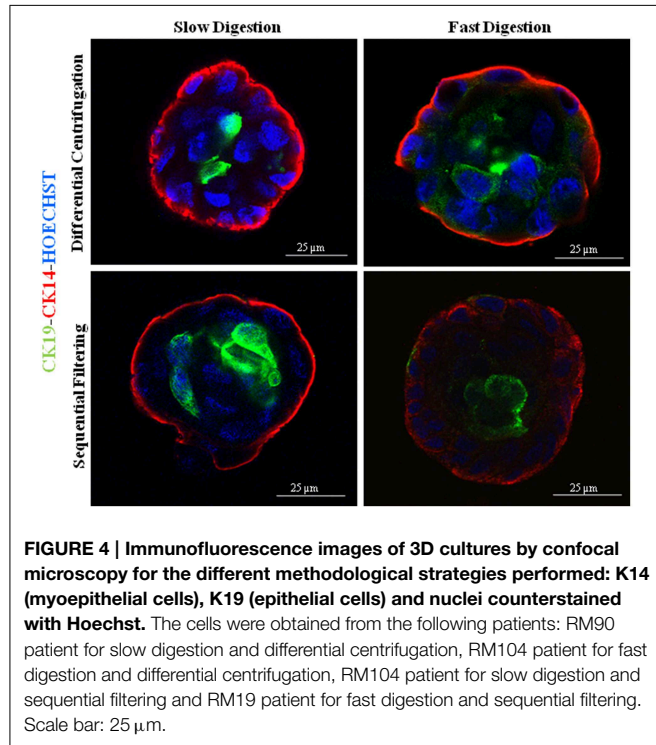 Slow Digestion
Fast Digestion
CK19-CK14-HOECHST
Differential Centrifugation
25 µm
25 µm
Sequential Filtering
25 µm
25 µm
FIGURE 4 | Immunofluorescence images of 3D cultures by confocal
microscopy for the different methodological strategies performed: K14
(myoepithelial cells), K19 (epithelial cells) and nuclei counterstained
with Hoechst. The cells were obtained from the following patients: RM90
patient for slow digestion and differential centrifugation, RM104 patient for fast
digestion and differential centrifugation, RM104 patient for slow digestion and
sequential filtering and RM19 patient for fast digestion and sequential filtering.
Scale bar: 25 µm.